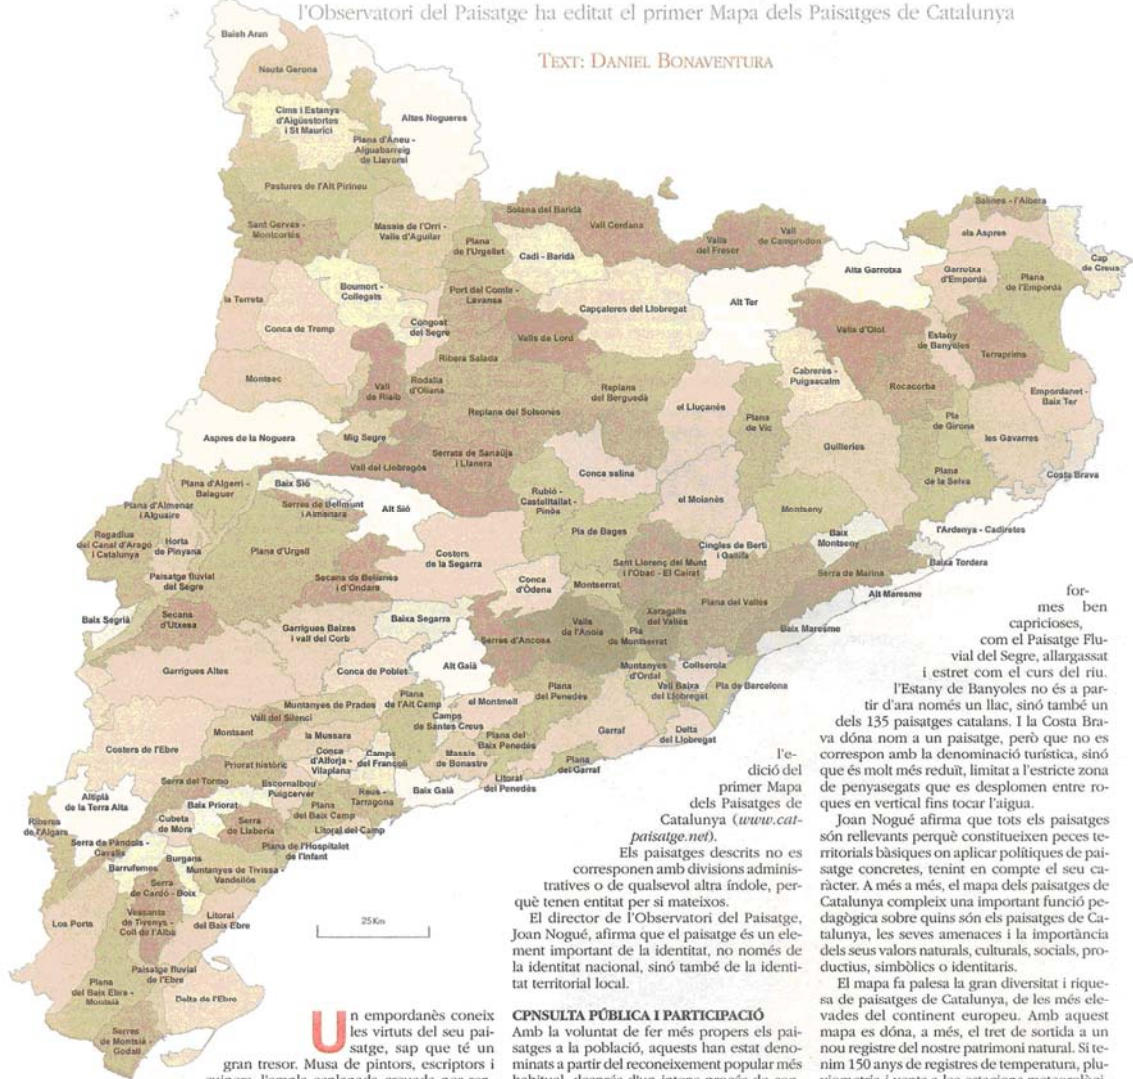 l'Observatori del Paisatge ha editat el primer Mapa dels Paisatges de Catalunya
TEXT: DANIEL BONAVENTURA
Baish Aran
Nauta Garona
Cims i Estanys
d'Aigüestortes
i St Maurici
Altes Nogueres
Plana d'Àneu -
Aiguabarreig
de Llavorsí
Pastures de l'Alt Pirineu
Sant Gervàs -
Montcortès
Massís de l'Orri -
Valls d'Aguilar
Plana
de l'Urgellet
Solana del Baridà
Vall Cerdana
Cadí - Baridà
Valls
del Freser
Vall
de Camprodon
Salines - l'Albera
els Aspres
Cap
de Creus
Alta Garrotxa
Garrotxa
d'Empordà
Plana
de l'Empordà
la Terreta
Boumort -
Collegats
Port del Comte -
Lavansa
Capçaleres del Llobregat
Alt Ter
Conca de Tremp
Congost
del Segre
Valls de Lord
Valls d'Olot
Estany
de Banyoles
Terraprims
Ribera Salada
Montsec
Vall
de Rialb
Rodalia
d'Oliana
Cabrerès -
Puigsacalm
Rocacorba
Empordanet -
Baix Ter
Replans
del Berguedà
el Lluçanès
Replans del Solsonès
Plana
de Vic
Pla
de Girona
Aspres de la Noguera
Mig Segre
Guilleries
les Gavarres
Serrats de Sanaüja
i Llanera
Vall del Llobregós
Conca salina
Plana
de la Selva
Costa Brava
Plana d'Algerri -
Balaguer
Baix Sió
Rubió -
Castelltallat -
Pinós
el Moianès
Plana d'Almenar
i Alguaire
Serres de Bellmunt
i Almenara
Alt Sió
Montseny
Regadius
del Canal d'Aragó
i Catalunya
Horta
de Pinyana
Plana d'Urgell
Pla de Bages
Baix
Montseny
l'Ardenya - Cadiretes
Costers
de la Segarra
Cingles de Bertí
i Gallifa
Sant Llorenç del Munt
i l'Obac - El Cairat
Baixa Tordera
Paisatge fluvial
del Segre
Secans de Belianes
i d'Ondara
Conca
d'Òdena
Montserrat
Serra de Marina
Alt Maresme
Baix Segrià
Secans
d'Utxesa
Baixa Segarra
Plana del Vallès
Xaragalls
del Vallès
Garrigues Baixes
i vall del Corb
Serres d'Ancosa
Valls
de l'Anoia
Pla
de Montserrat
Baix Maresme
Garrigues Altes
Conca de Poblet
Alt Gaià
Muntanyes
d'Ordal
Collserola
Plana
del Penedès
Vall Baixa
del Llobregat
Pla de Barcelona
Muntanyes de Prades
Plana
de l'Alt Camp
el Montmell
Vall del Silenci
Camps
de Santes Creus
Montsant
la Mussara
Plana del
Baix Penedès
Garraf
Delta
del Llobregat
Costers de l'Ebre
Priorat històric
Conca
d'Alforja -
Vilaplana
Camps
del Francolí
Massís
de Bonastre
Plana
del Garraf
Serra del Tormo
Escornalbou -
Puigcerver
Reus -
Tarragona
Baix Gaià
Litoral
del Penedès
Altiplà
de la Terra Alta
Baix Priorat
Plana
del Baix Camp
Riberes
de l'Algars
Cubeta
de Móra
Serra
de Llaberia
Litoral del Camp
Serra de Pàndols -
Cavalls
Plana de l'Hospitalet
de l'Infant
Barrufemes
Burgans
Muntanyes de Tivissa -
Vandellòs
Serra
de Cardó - Boix
Los Ports
Vessants
de Tivenys -
Coll de l'Alba
Litoral
del Baix Ebre
Paisatge fluvial
de l'Ebre
Plana
del Baix Ebre -
Montsià
Delta de l'Ebre
Serres
de Montsià -
Godall
25Km
Un empordanès coneix
les virtuts del seu pai-
satge, sap que té un
gran tresor. Musa de pintors, escriptors i
l'e-
dició del
primer Mapa
dels Paisatges de
Catalunya (www.cat-
paisatge.net).
Els paisatges descrits no es
corresponen amb divisions adminis-
tratives o de qualsevol altra índole, per-
què tenen entitat per si mateixos.
El director de l'Observatori del Paisatge,
Joan Nogué, afirma que el paisatge és un ele-
ment important de la identitat, no només de
la identitat nacional, sinó també de la identi-
tat territorial local.
CPNSULTA PÚBLICA I PARTICIPACIÓ
Amb la voluntat de fer més propers els pai-
satges a la població, aquests han estat deno-
minats a partir del reconeixement popular més
for-
mes ben
capricioses,
com el Paisatge Flu-
vial del Segre, allargassat
i estret com el curs del riu.
l'Estany de Banyoles no és a par-
tir d'ara només un llac, sinó també un
dels 135 paisatges catalans. I la Costa Bra-
va dóna nom a un paisatge, però que no es
correspon amb la denominació turística, sinó
que és molt més reduït, limitat a l'estricte zona
de penyasegats que es desplomen entre ro-
ques en vertical fins tocar l'aigua.
Joan Nogué afirma que tots els paisatges
són rellevants perquè constitueixen peces te-
rritorials bàsiques on aplicar polítiques de pai-
satge concretes, tenint en compte el seu ca-
ràcter. A més a més, el mapa dels paisatges de
Catalunya compleix una important funció pe-
dagògica sobre quins són els paisatges de Ca-
talunya, les seves amenaces i la importància
dels seus valors naturals, culturals, socials, pro-
ductius, simbòlics o identitaris.
El mapa fa palesa la gran diversitat i rique-
sa de paisatges de Catalunya, de les més ele-
vades del continent europeu. Amb aquest
mapa es dóna, a més, el tret de sortida a un
nou registre del nostre patrimoni natural. Si te-
nim 150 anys de registres de temperatura, plu-